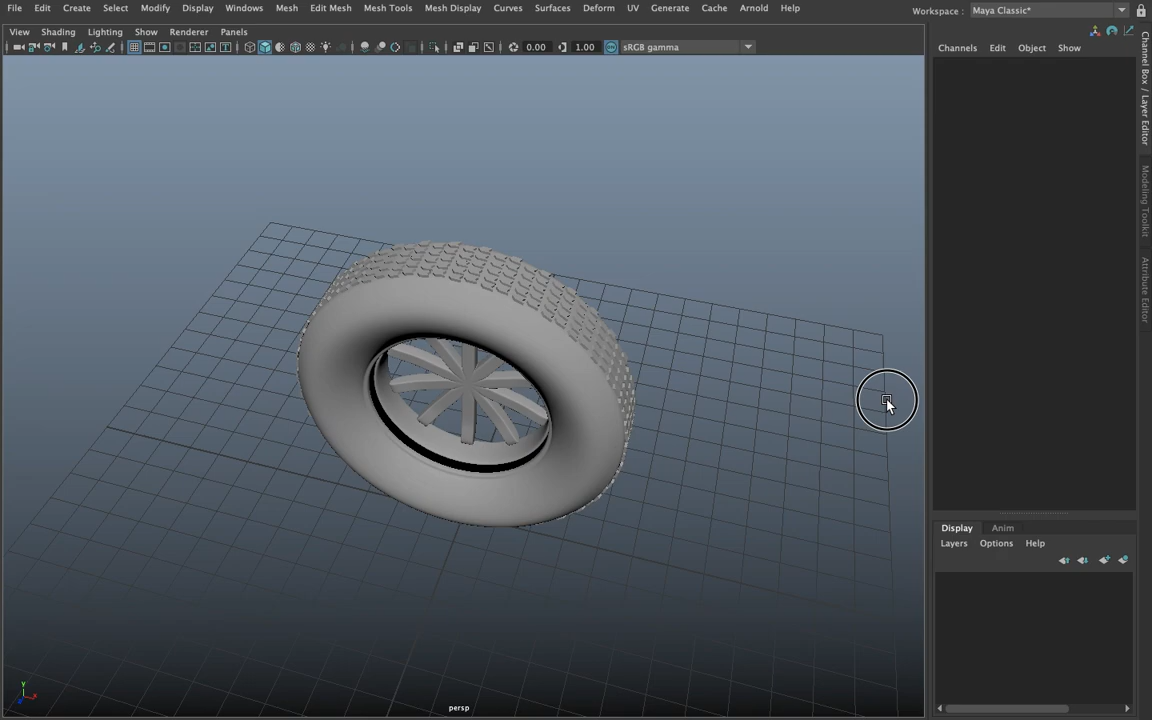 File Edit Create Select Modify Display Windows Mesh Edit Mesh Mesh Tools Mesh Display Curves Surfaces Deform UV Generate Cache Arnold Help
Workspace : Maya Classic*
View Shading Lighting Show Renderer Panels
0.00 1.00 sRGB gamma
Channels Edit Object Show
Channel Box / Layer Editor
Modeling Toolkit
Attribute Editor
Display Anim
Layers Options Help
y
x
z
persp